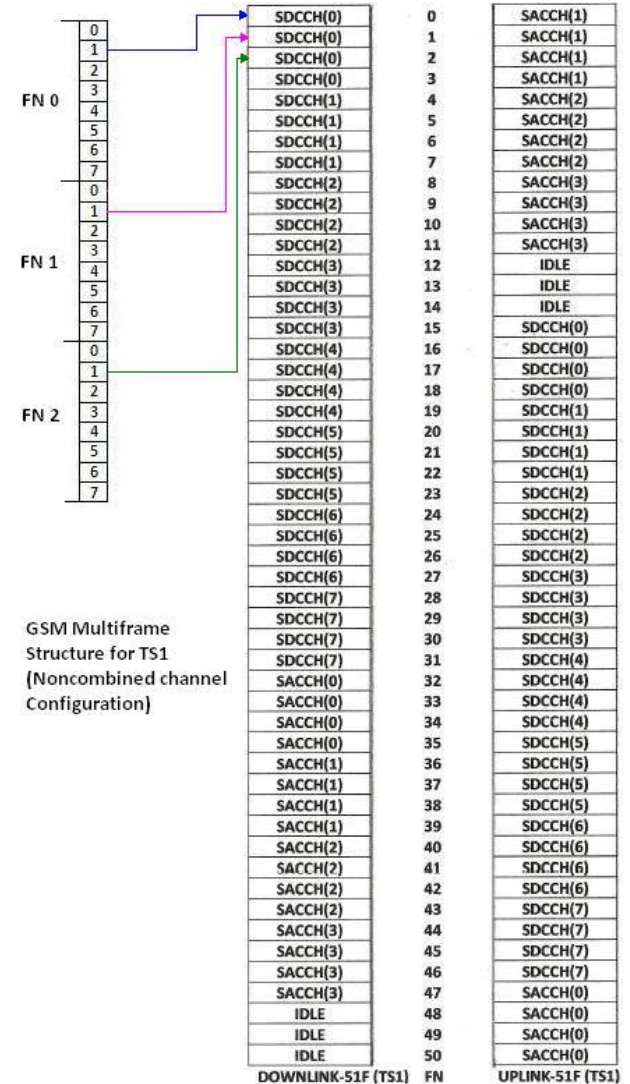 FN 0
0
1
2
3
4
5
6
7
FN 1
0
1
2
3
4
5
6
7
FN 2
0
1
2
3
4
5
6
7
GSM Multiframe
Structure for TS1
(Noncombined channel
Configuration)
SDCCH(0) 0 SACCH(1)
SDCCH(0) 1 SACCH(1)
SDCCH(0) 2 SACCH(1)
SDCCH(0) 3 SACCH(1)
SDCCH(1) 4 SACCH(2)
SDCCH(1) 5 SACCH(2)
SDCCH(1) 6 SACCH(2)
SDCCH(1) 7 SACCH(2)
SDCCH(2) 8 SACCH(3)
SDCCH(2) 9 SACCH(3)
SDCCH(2) 10 SACCH(3)
SDCCH(2) 11 SACCH(3)
SDCCH(3) 12 IDLE
SDCCH(3) 13 IDLE
SDCCH(3) 14 IDLE
SDCCH(3) 15 SDCCH(0)
SDCCH(4) 16 SDCCH(0)
SDCCH(4) 17 SDCCH(0)
SDCCH(4) 18 SDCCH(0)
SDCCH(4) 19 SDCCH(1)
SDCCH(5) 20 SDCCH(1)
SDCCH(5) 21 SDCCH(1)
SDCCH(5) 22 SDCCH(1)
SDCCH(5) 23 SDCCH(2)
SDCCH(6) 24 SDCCH(2)
SDCCH(6) 25 SDCCH(2)
SDCCH(6) 26 SDCCH(2)
SDCCH(6) 27 SDCCH(3)
SDCCH(7) 28 SDCCH(3)
SDCCH(7) 29 SDCCH(3)
SDCCH(7) 30 SDCCH(3)
SDCCH(7) 31 SDCCH(4)
SACCH(0) 32 SDCCH(4)
SACCH(0) 33 SDCCH(4)
SACCH(0) 34 SDCCH(4)
SACCH(0) 35 SDCCH(5)
SACCH(1) 36 SDCCH(5)
SACCH(1) 37 SDCCH(5)
SACCH(1) 38 SDCCH(5)
SACCH(1) 39 SDCCH(6)
SACCH(2) 40 SDCCH(6)
SACCH(2) 41 SDCCH(6)
SACCH(2) 42 SDCCH(6)
SACCH(2) 43 SDCCH(7)
SACCH(3) 44 SDCCH(7)
SACCH(3) 45 SDCCH(7)
SACCH(3) 46 SDCCH(7)
SACCH(3) 47 SACCH(0)
IDLE 48 SACCH(0)
IDLE 49 SACCH(0)
IDLE 50 SACCH(0)
DOWNLINK-51F (TS1) FN UPLINK-51F (TS1)